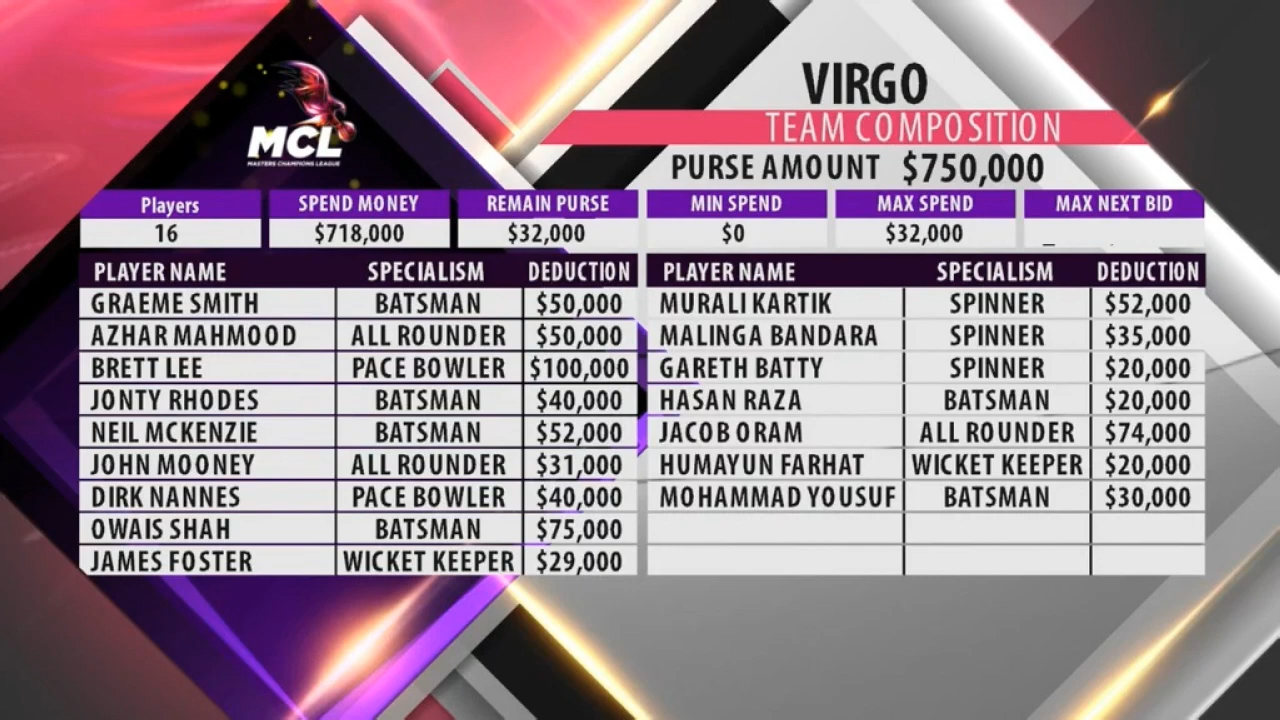 MCL
MASTERS CHAMPIONS LEAGUE
VIRGO
TEAM COMPOSITION
PURSE AMOUNT $750,000
Players SPEND MONEY REMAIN PURSE MIN SPEND MAX SPEND MAX NEXT BID
16 $718,000 $32,000 $0 $32,000
PLAYER NAME SPECIALISM DEDUCTION
GRAEME SMITH BATSMAN $50,000
AZHAR MAHMOOD ALL ROUNDER $50,000
BRETT LEE PACE BOWLER $100,000
JONTY RHODES BATSMAN $40,000
NEIL MCKENZIE BATSMAN $52,000
JOHN MOONEY ALL ROUNDER $31,000
DIRK NANNES PACE BOWLER $40,000
OWAIS SHAH BATSMAN $75,000
JAMES FOSTER WICKET KEEPER $29,000
PLAYER NAME SPECIALISM DEDUCTION
MURALI KARTIK SPINNER $52,000
MALINGA BANDARA SPINNER $35,000
GARETH BATTY SPINNER $20,000
HASAN RAZA BATSMAN $20,000
JACOB ORAM ALL ROUNDER $74,000
HUMAYUN FARHAT WICKET KEEPER $20,000
MOHAMMAD YOUSUF BATSMAN $30,000